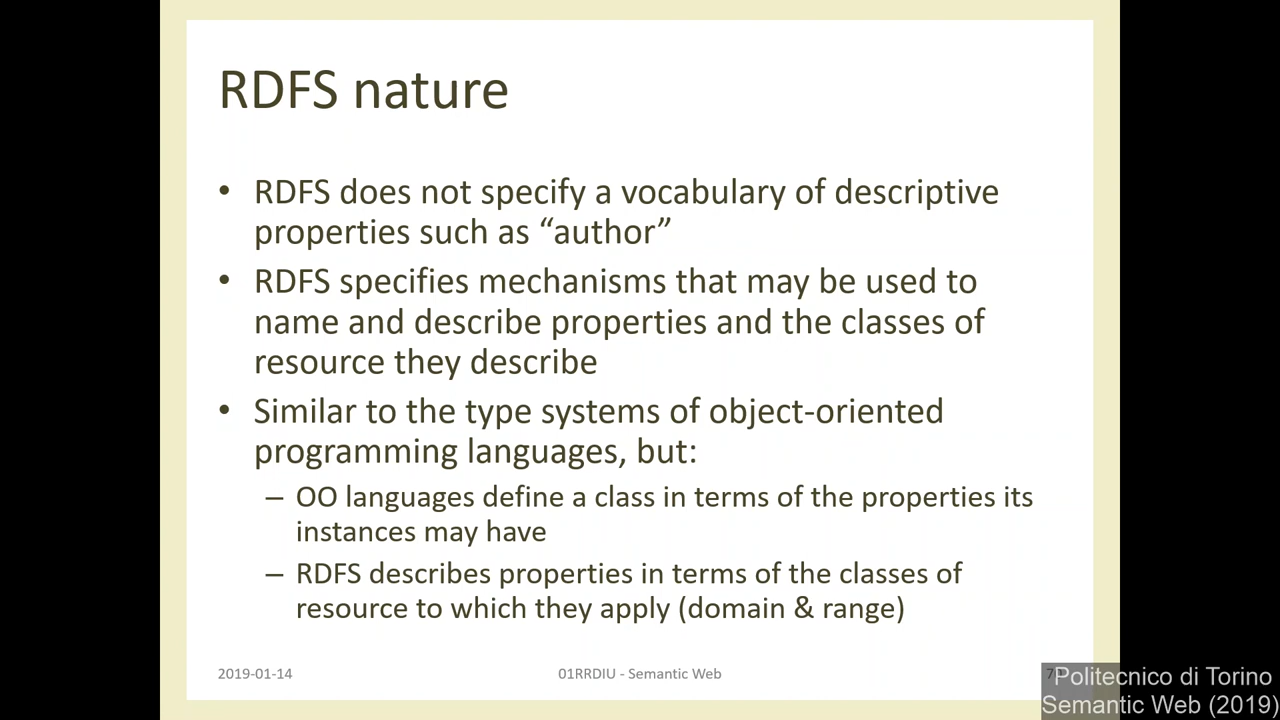 RDFS nature
• RDFS does not specify a vocabulary of descriptive
properties such as “author”
• RDFS specifies mechanisms that may be used to
name and describe properties and the classes of
resource they describe
• Similar to the type systems of object-oriented
programming languages, but:
– OO languages define a class in terms of the properties its
instances may have
– RDFS describes properties in terms of the classes of
resource to which they apply (domain & range)
2019-01-14
01RRDIU - Semantic Web
Politecnico di Torino
Semantic Web (2019)